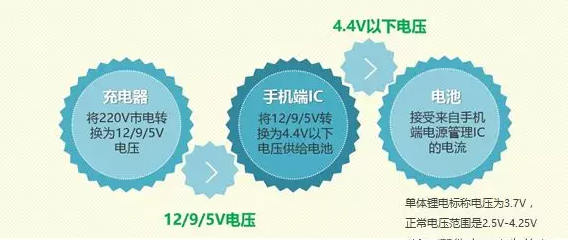 4.4V以下电压
充电器
将220V市电转
换为12/9/5V
电压
手机端IC
将12/9/5V转
换为4.4V以下
电压供给电池
电池
接受来自手机
端电源管理IC
的电流
12/9/5V电压
单体锂电标称电压为3.7V，
正常电压范围是2.5V-4.25V